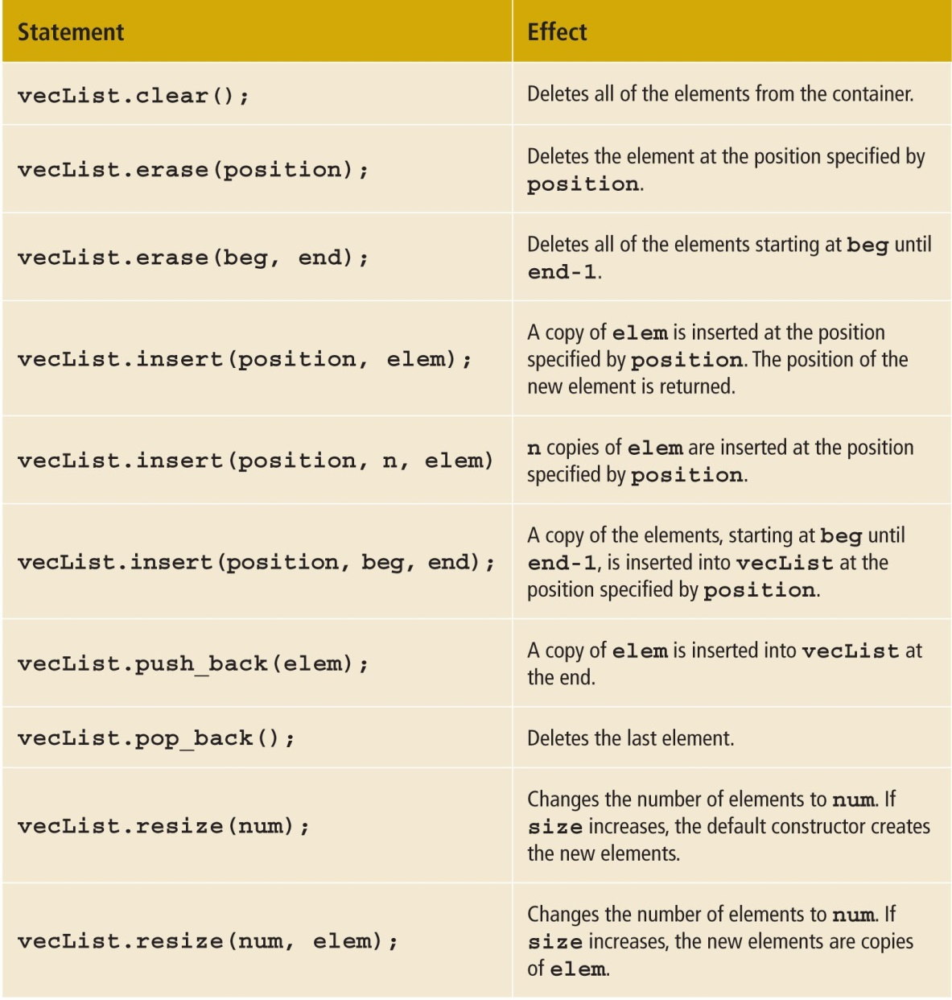 Statement
Effect
vecList.clear();
Deletes all of the elements from the container.
vecList.erase(position);
Deletes the element at the position specified by
position.
vecList.erase(beg, end);
Deletes all of the elements starting at beg until
end-1.
vecList.insert(position, elem);
A copy of elem is inserted at the position
specified by position. The position of the
new element is returned.
vecList.insert(position, n, elem)
n copies of elem are inserted at the position
specified by position.
vecList.insert(position, beg, end);
A copy of the elements, starting at beg until
end-1, is inserted into vecList at the
position specified by position.
vecList.push_back(elem);
A copy of elem is inserted into vecList at
the end.
vecList.pop_back();
Deletes the last element.
vecList.resize(num);
Changes the number of elements to num. If
size increases, the default constructor creates
the new elements.
vecList.resize(num, elem);
Changes the number of elements to num. If
size increases, the new elements are copies
of elem.